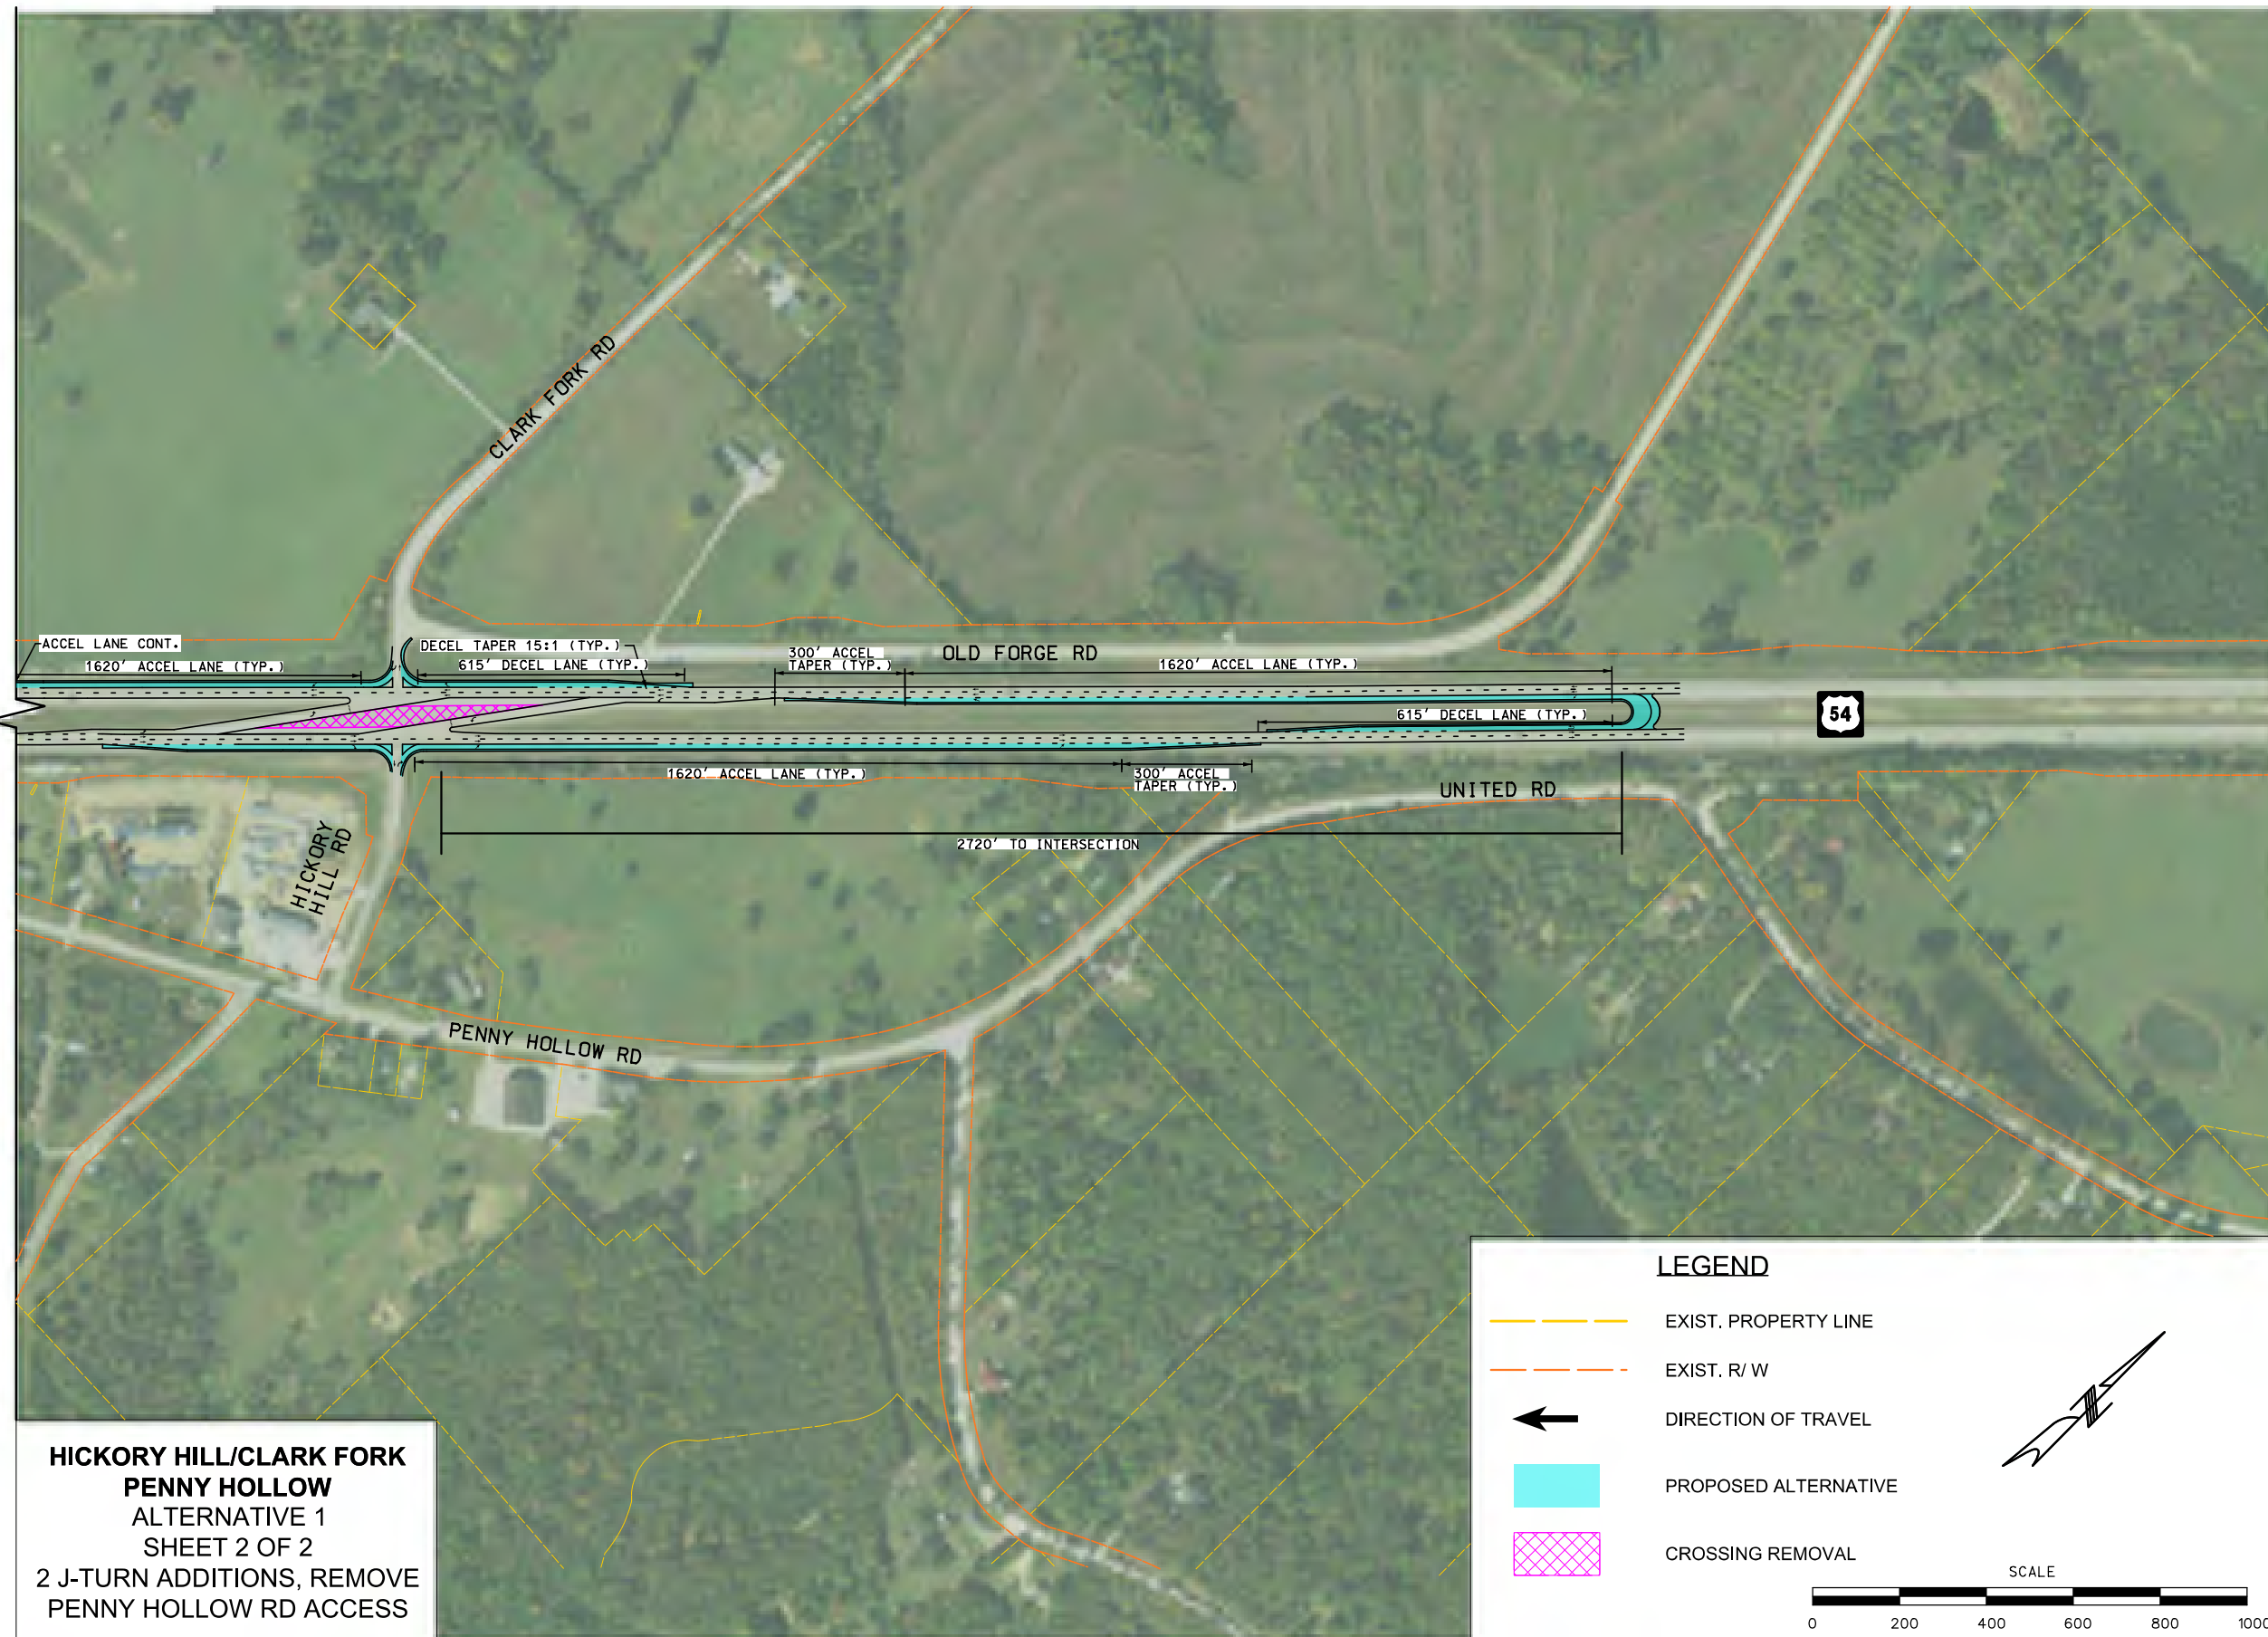 CLARK FORK RD
ACCEL LANE CONT.
1620' ACCEL LANE (TYP.)
DECEL TAPER 15:1 (TYP.)
615' DECEL LANE (TYP.)
300' ACCEL
TAPER (TYP.)
OLD FORGE RD
1620' ACCEL LANE (TYP.)
615' DECEL LANE (TYP.)
54
1620' ACCEL LANE (TYP.)
300' ACCEL
TAPER (TYP.)
UNITED RD
2720' TO INTERSECTION
HICKORY
HILL RD
PENNY HOLLOW RD
LEGEND
EXIST. PROPERTY LINE
EXIST. R/W
DIRECTION OF TRAVEL
PROPOSED ALTERNATIVE
CROSSING REMOVAL
SCALE
0 200 400 600 800 1000
HICKORY HILL/CLARK FORK
PENNY HOLLOW
ALTERNATIVE 1
SHEET 2 OF 2
2 J-TURN ADDITIONS, REMOVE
PENNY HOLLOW RD ACCESS